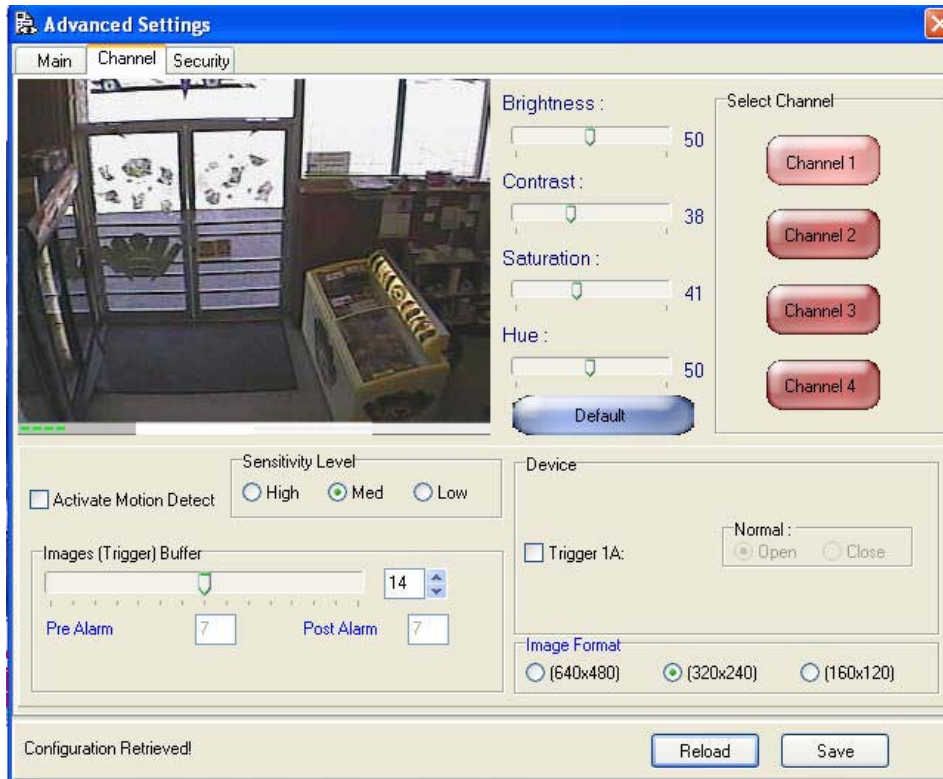 Advanced Settings
Main Channel Security
Brightness :
50
Contrast :
38
Saturation :
41
Hue :
50
Default
Select Channel
Channel 1
Channel 2
Channel 3
Channel 4
Activate Motion Detect
Sensitivity Level
High Med Low
Images (Trigger) Buffer
14
Pre Alarm 7 Post Alarm 7
Device
Trigger 1A:
Normal :
Open Close
Image Format
(640x480) (320x240) (160x120)
Configuration Retrieved!
Reload Save